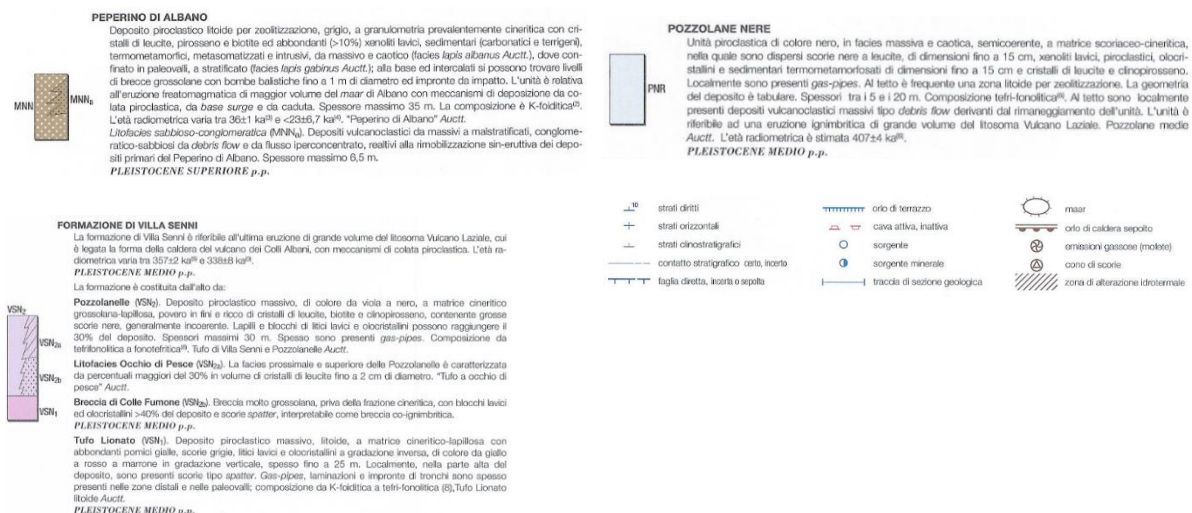 PEPERINO DI ALBANO
Deposito piroclastico litoide per zeolitizzazione, grigio, a granulometria prevalentemente cineritica con cri-
stalli di leucite, pirosseno e biotite ed abbondanti (>10%) xenoliti lavici, sedimentari (carbonatici e terrigeni),
termometamorfici, metasomatizzati e intrusivi, da massivo e caotico (facies lapis albanus Auctt.), dove con-
finato in paleovalli, a stratificato (facies lapis gabinus Auctt.); alla base ed intercalati si possono trovare livelli
di brecce grossolane con bombe balistiche fino a 1 m di diametro ed impronte da impatto. L'unità è relativa
all'eruzione freatomagmatica di maggior volume del maar di Albano con meccanismi di deposizione da co-
lata piroclastica, da base surge e da caduta. Spessore massimo 35 m. La composizione è K-foiditica(2).
L'età radiometrica varia tra 36±1 ka(3) e <23±6,7 ka(4). "Peperino di Albano" Auctt.
Litofacies sabbioso-conglomeratica (MNNB). Depositi vulcanoclastici da massivi a malstratificati, conglome-
ratico-sabbiosi da debris flow e da flusso iperconcentrato, realtivi alla rimobilizzazione sin-eruttiva dei depo-
siti primari del Peperino di Albano. Spessore massimo 6,5 m.
PLEISTOCENE SUPERIORE p.p.
MNN
MNNB
FORMAZIONE DI VILLA SENNI
La formazione di Villa Senni è riferibile all'ultima eruzione di grande volume del litosoma Vulcano Laziale, cui
è legata la forma della caldera del vulcano dei Colli Albani, con meccanismi di colata piroclastica. L'età ra-
diometrica varia tra 357±2 ka e 338±8 ka.
PLEISTOCENE MEDIO p.p.
La formazione è costituita dall'alto da:
Pozzolanelle (VSN2). Deposito piroclastico massivo, di colore da viola a nero, a matrice cineritico
grossolana-lapillosa, povero in fini e ricco di cristalli di leucite, biotite e clinopirosseno, contenente grosse
scorie nere, generalmente incoerente. Lapilli e blocchi di litici lavici e olocristallini possono raggiungere il
30% del deposito. Spessori massimi 30 m. Spesso sono presenti gas-pipes. Composizione da
tefrifonolitica a fonotefritica. Tufo di Villa Senni e Pozzolanelle Auctt.
Litofacies Occhio di Pesce (VSN2a). La facies prossimale e superiore delle Pozzolanelle è caratterizzata
da percentuali maggiori del 30% in volume di cristalli di leucite fino a 2 cm di diametro. "Tufo a occhio di
pesce" Auctt.
Breccia di Colle Fumone (VSN2b). Breccia molto grossolana, priva della frazione cineritica, con blocchi lavici
ed olocristallini >40% del deposito e scorie spatter, interpretabile come breccia co-ignimbritica.
PLEISTOCENE MEDIO p.p.
Tufo Lionato (VSN1). Deposito piroclastico massivo, litoide, a matrice cineritico-lapillosa con
abbondanti pomici gialle, scorie grigie, litici lavici e olocristallini a gradazione inversa, di colore da giallo
a rosso a marrone in gradazione verticale, spesso fino a 25 m. Localmente, nella parte alta del
deposito, sono presenti scorie tipo spatter. Gas-pipes, laminazioni e impronte di tronchi sono spesso
presenti nelle zone distali e nelle paleovalli; composizione da K-foiditica a tefri-fonolitica (8),Tufo Lionato
litoide Auctt.
PLEISTOCENE MEDIO p.p.
VSN2
VSN2a
VSN2b
VSN1
POZZOLANE NERE
Unità piroclastica di colore nero, in facies massiva e caotica, semicoerente, a matrice scoriaceo-cineritica,
nella quale sono dispersi scorie nere a leucite, di dimensioni fino a 15 cm, xenoliti lavici, piroclastici, olocri-
stallini e sedimentari termometamorfosati di dimensioni fino a 15 cm e cristalli di leucite e clinopirosseno.
Localmente sono presenti gas-pipes. Al tetto è frequente una zona litoide per zeolitizzazione. La geometria
del deposito è tabulare. Spessori tra i 5 e i 20 m. Composizione tefri-fonolitica. Al tetto sono localmente
presenti depositi vulcanoclastici massivi tipo debris flow derivanti dal rimaneggiamento dell'unità. L'unità è
riferibile ad una eruzione ignimbritica di grande volume del litosoma Vulcano Laziale. Pozzolane medie
Auctt. L'età radiometrica è stimata 407±4 ka.
PLEISTOCENE MEDIO p.p.
PNR
10 strati diritti
strati orizzontali
strati clinostratigrafici
contatto stratigrafico certo, incerto
faglia diretta, incerta o sepolta
orlo di terrazzo
cava attiva, inattiva
sorgente
sorgente minerale
traccia di sezione geologica
maar
orlo di caldera sepolto
emissioni gassose (mofete)
cono di scorie
zona di alterazione idrotermale